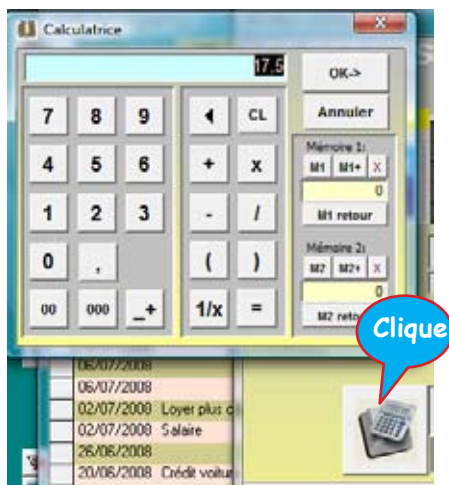 Calculatrice
17,5
OK->
7 8 9 ◄ CL Annuler
Mémoire 1:
4 5 6 + x M1 M1+ X
0
1 2 3 - / M1 retour
Mémoire 2:
0 , ( ) M2 M2+ X
0
00 000 _+ 1/x = M2 reto
Clique
06/07/2008
06/07/2008
02/07/2008 Loyer plus c
02/07/2008 Salaire
26/06/2008
20/06/2008 Crédit voitur